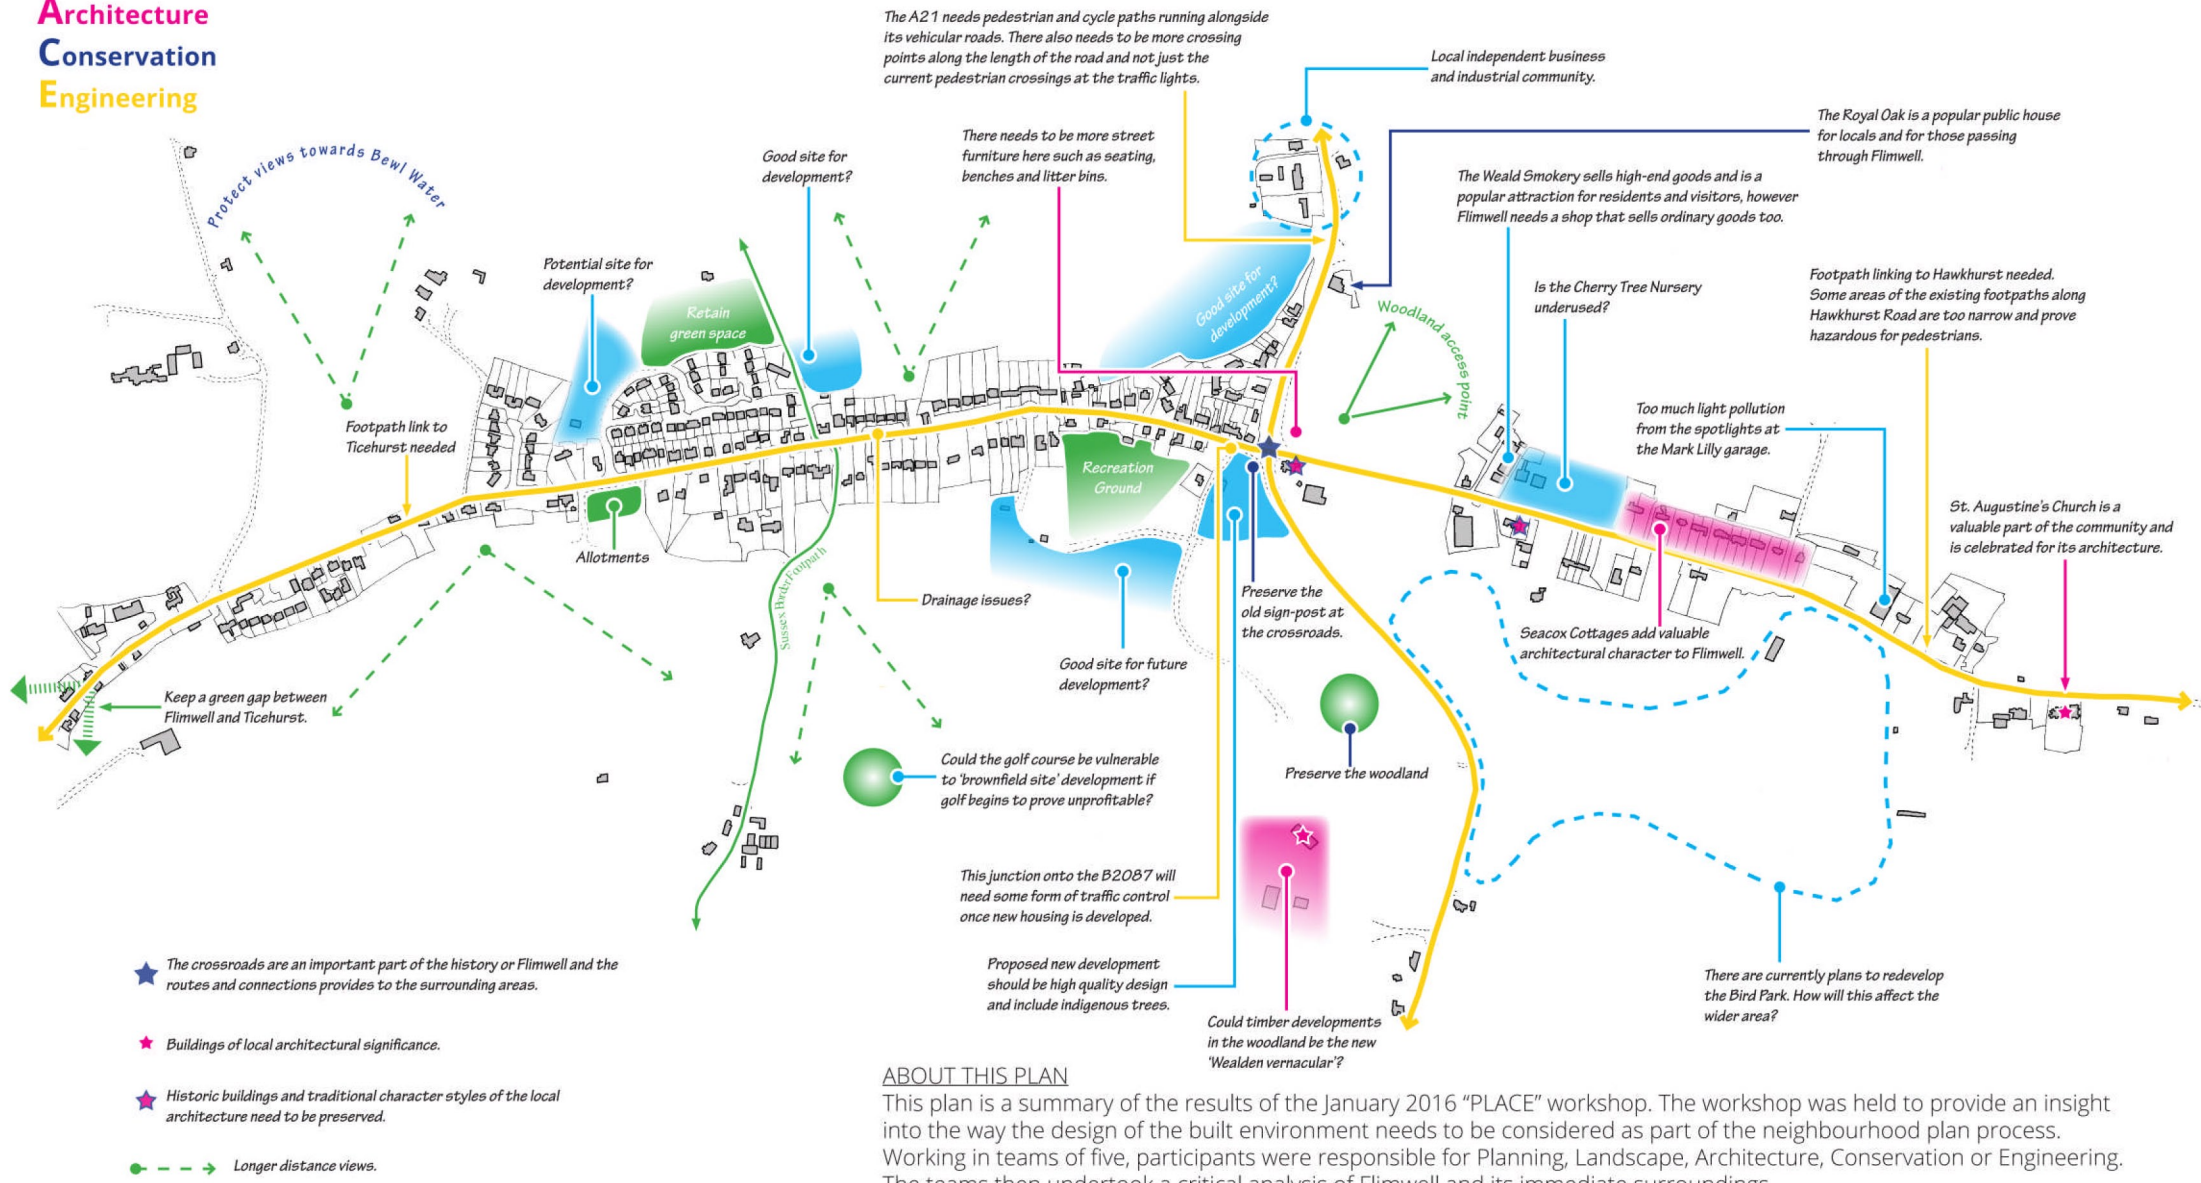 Architecture
Conservation
Engineering
The A21 needs pedestrian and cycle paths running alongside
its vehicular roads. There also needs to be more crossing
points along the length of the road and not just the
current pedestrian crossings at the traffic lights.
Local independent business
and industrial community.
The Royal Oak is a popular public house
for locals and for those passing
through Flimwell.
There needs to be more street
furniture here such as seating,
benches and litter bins.
Good site for
development?
Protect views towards Bewl Water
The Weald Smokery sells high-end goods and is a
popular attraction for residents and visitors, however
Flimwell needs a shop that sells ordinary goods too.
Potential site for
development?
Retain
green space
Good site for
development?
Is the Cherry Tree Nursery
underused?
Footpath linking to Hawkhurst needed.
Some areas of the existing footpaths along
Hawkhurst Road are too narrow and prove
hazardous for pedestrians.
Woodland access point
Too much light pollution
from the spotlights at
the Mark Lilly garage.
Footpath link to
Ticehurst needed
Recreation
Ground
St. Augustine's Church is a
valuable part of the community and
is celebrated for its architecture.
Allotments
Sussex Border Footpath
Drainage issues?
Preserve the
old sign-post at
the crossroads.
Seacox Cottages add valuable
architectural character to Flimwell.
Good site for future
development?
Keep a green gap between
Flimwell and Ticehurst.
Could the golf course be vulnerable
to 'brownfield site' development if
golf begins to prove unprofitable?
Preserve the woodland
This junction onto the B2087 will
need some form of traffic control
once new housing is developed.
Proposed new development
should be high quality design
and include indigenous trees.
Could timber developments
in the woodland be the new
'Wealden vernacular'?
There are currently plans to redevelop
the Bird Park. How will this affect the
wider area?
The crossroads are an important part of the history or Flimwell and the
routes and connections provides to the surrounding areas.
Buildings of local architectural significance.
Historic buildings and traditional character styles of the local
architecture need to be preserved.
Longer distance views.
ABOUT THIS PLAN
This plan is a summary of the results of the January 2016 “PLACE” workshop. The workshop was held to provide an insight
into the way the design of the built environment needs to be considered as part of the neighbourhood plan process.
Working in teams of five, participants were responsible for Planning, Landscape, Architecture, Conservation or Engineering.
The teams then undertook a critical analysis of Flimwell and its immediate surroundings